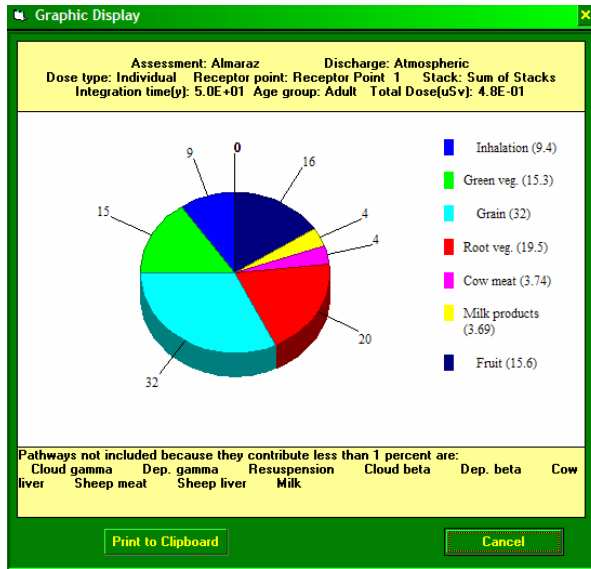 Graphic Display
Assessment: Almaraz Discharge: Atmospheric
Dose type: Individual Receptor point: Receptor Point 1 Stack: Sum of Stacks
Integration time(y): 5.0E+01 Age group: Adult Total Dose(uSv): 4.8E-01
0
9
16
15
4
4
20
32
Inhalation (9.4)
Green veg. (15.3)
Grain (32)
Root veg. (19.5)
Cow meat (3.74)
Milk products
(3.69)
Fruit (15.6)
Pathways not included because they contribute less than 1 percent are:
Cloud gamma Dep. gamma Resuspension Cloud beta Dep. beta Cow
liver Sheep meat Sheep liver Milk
Print to Clipboard Cancel